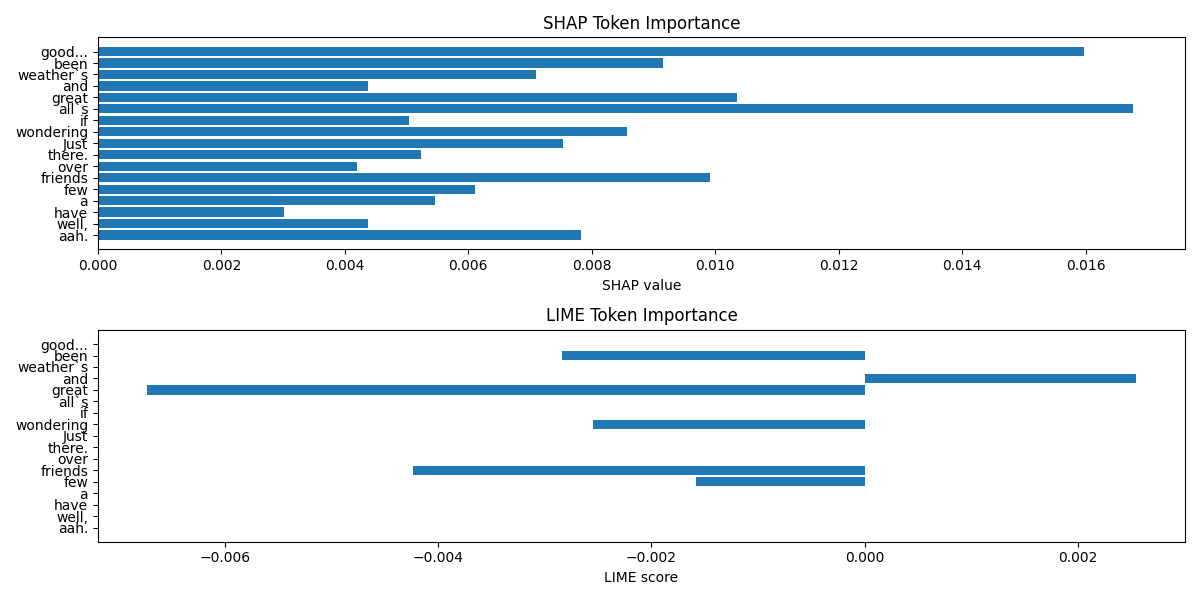 SHAP Token Importance
good...
been
weather`s
and
great
all`s
if
wondering
Just
there.
over
friends
few
a
have
well,
aah.
0.000 0.002 0.004 0.006 0.008 0.010 0.012 0.014 0.016
SHAP value
LIME Token Importance
good...
been
weather`s
and
great
all`s
if
wondering
Just
there.
over
friends
few
a
have
well,
aah.
−0.006 −0.004 −0.002 0.000 0.002
LIME score